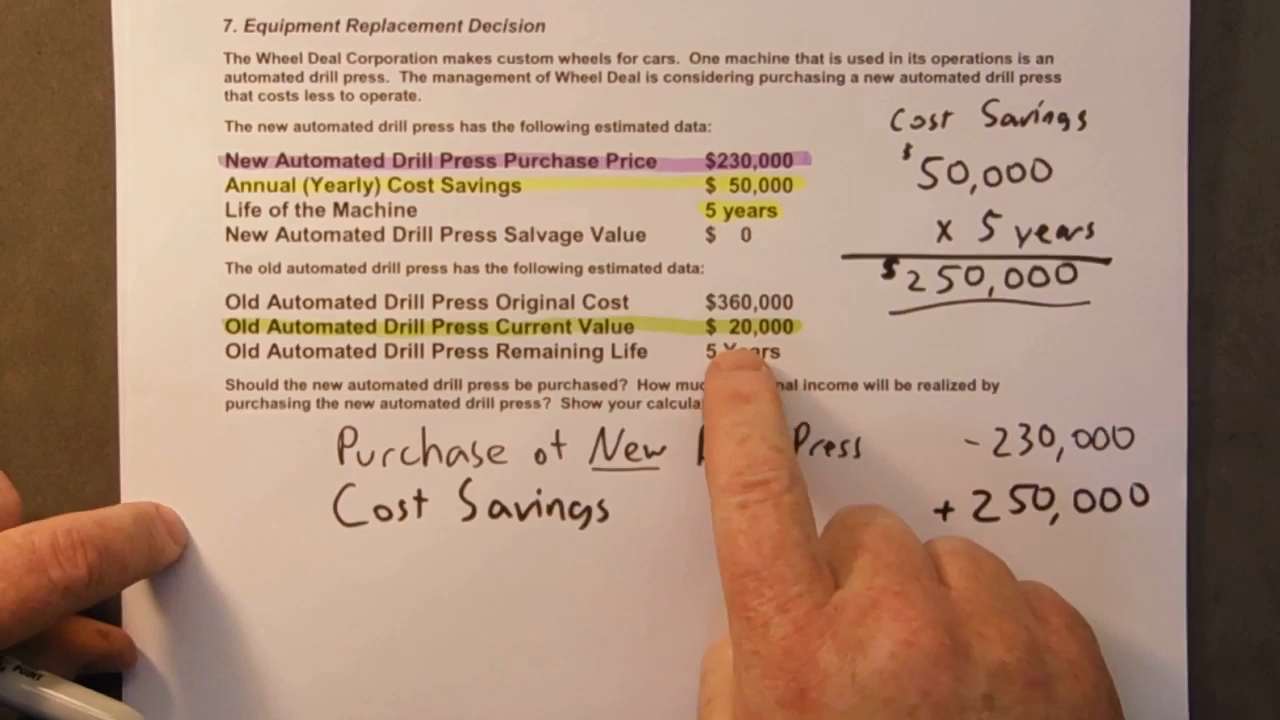 7. Equipment Replacement Decision
The Wheel Deal Corporation makes custom wheels for cars. One machine that is used in its operations is an
automated drill press. The management of Wheel Deal is considering purchasing a new automated drill press
that costs less to operate.
The new automated drill press has the following estimated data:
New Automated Drill Press Purchase Price $230,000
Annual (Yearly) Cost Savings $ 50,000
Life of the Machine 5 years
New Automated Drill Press Salvage Value $ 0
Cost Savings
$50,000
x 5 years
$250,000
The old automated drill press has the following estimated data:
Old Automated Drill Press Original Cost $360,000
Old Automated Drill Press Current Value $ 20,000
Old Automated Drill Press Remaining Life 5 Years
Should the new automated drill press be purchased? How income will be realized by
purchasing the new automated drill press? Show your
Purchase of New Press - 230,000
Cost Savings + 250,000